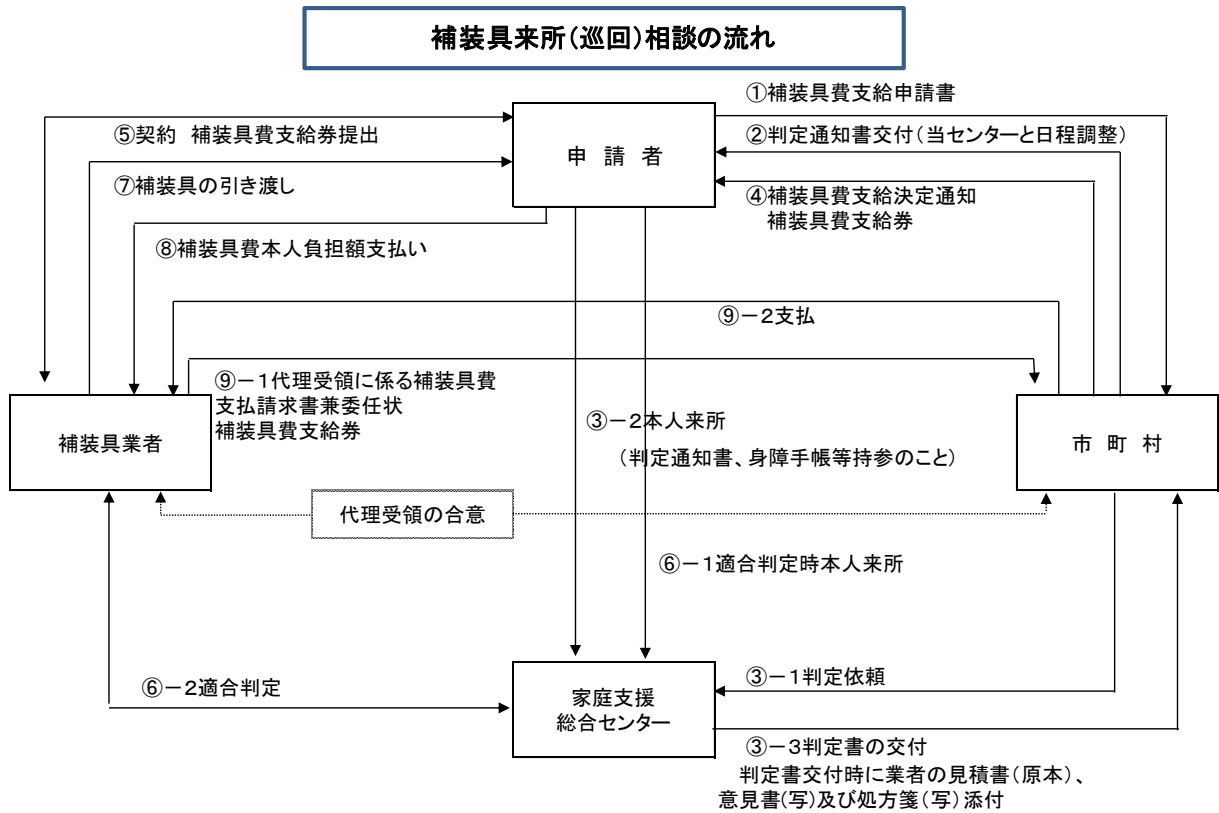 補装具来所(巡回)相談の流れ
①補装具費支給申請書
⑤契約 補装具費支給券提出
申 請 者
②判定通知書交付(当センターと日程調整)
⑦補装具の引き渡し
④補装具費支給決定通知
補装具費支給券
⑧補装具費本人負担額支払い
⑨-2支払
⑨-1代理受領に係る補装具費
支払請求書兼委任状
補装具費支給券
③-2本人来所
(判定通知書、身障手帳等持参のこと)
補装具業者
市 町 村
代理受領の合意
⑥-1適合判定時本人来所
⑥-2適合判定
家庭支援
総合センター
③-1判定依頼
③-3判定書の交付
判定書交付時に業者の見積書(原本)、
意見書(写)及び処方箋(写)添付